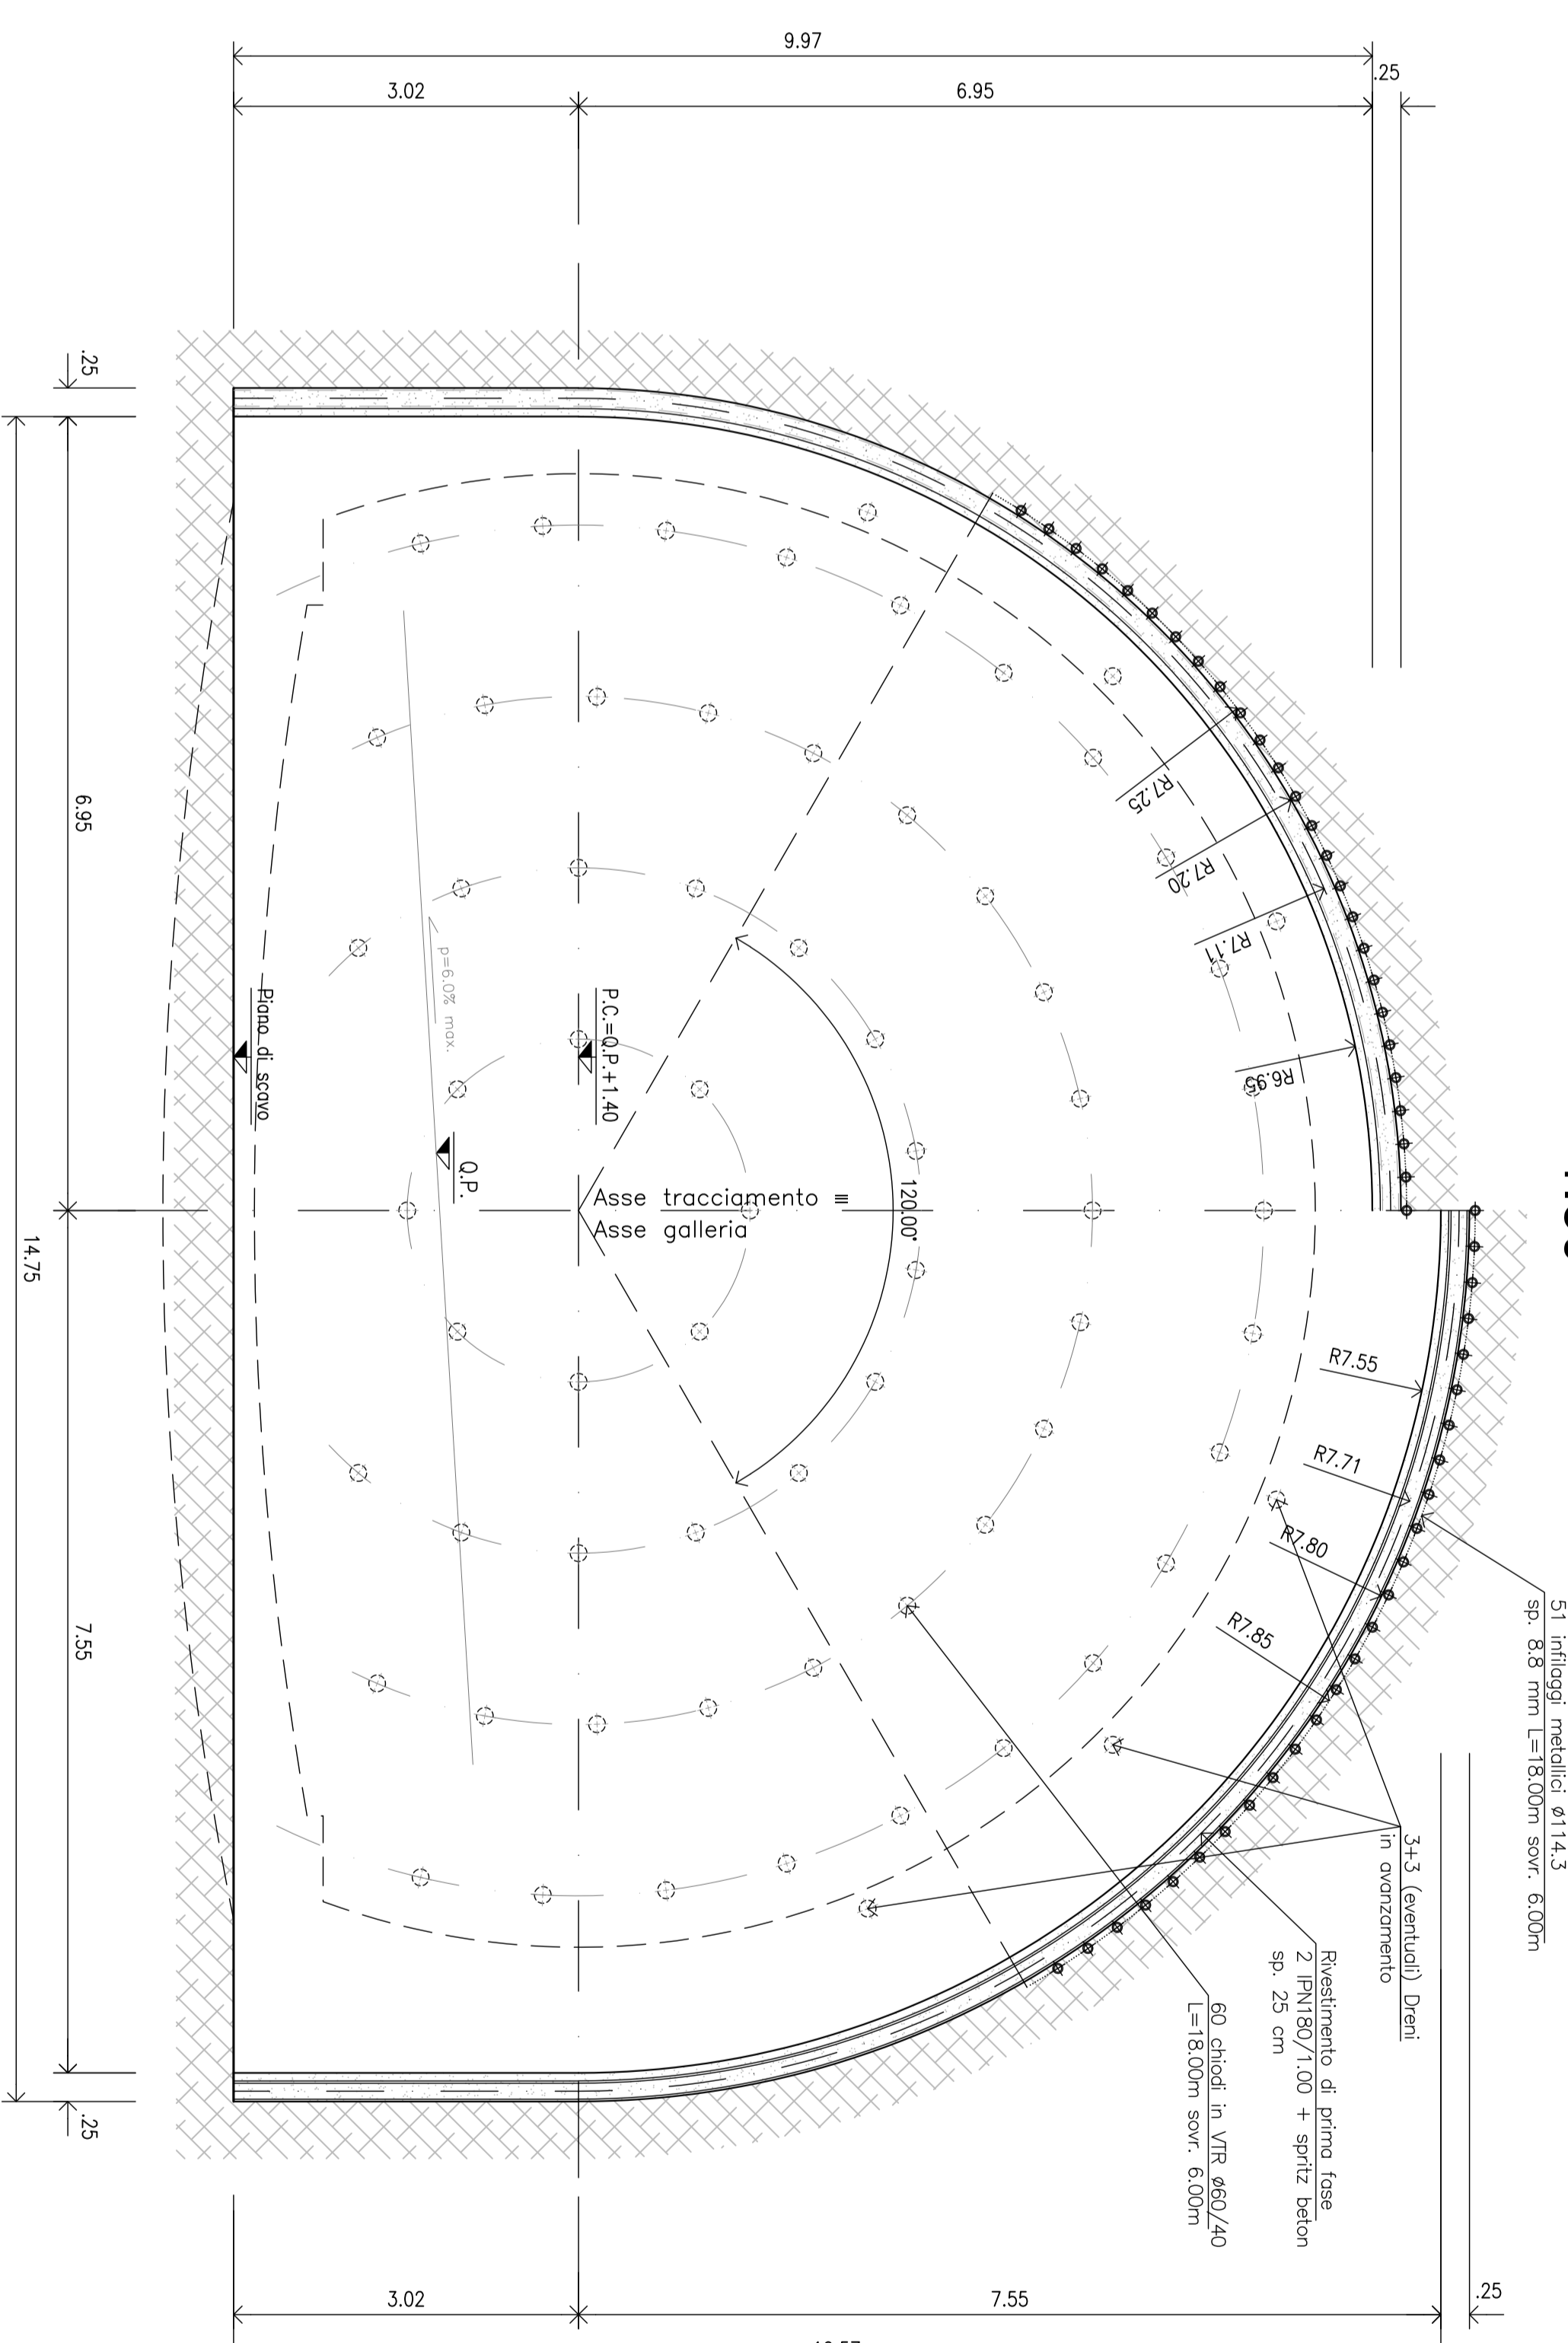 9.97
3.02
6.95
.25
.25
6.95
14.75
7.55
.25
R7.25
R7.20
R7.11
R6.95
p=6.0% max.
P.C.=Q.P.+1.40
Piano di scavo
Q.P.
Asse tracciamento ≡
Asse galleria
120.00°
R7.55
R7.71
R7.80
R7.85
51 infilaggi metallici ø114.3
sp. 8.8 mm L=18.00m sovr. 6.00m
3+3 (eventuali) Dreni
in avanzamento
Rivestimento di prima fase
2 IPN180/1.00 + spritz beton
sp. 25 cm
60 chiodi in VTR ø60/40
L=18.00m sovr. 6.00m
3.02
7.55
.25